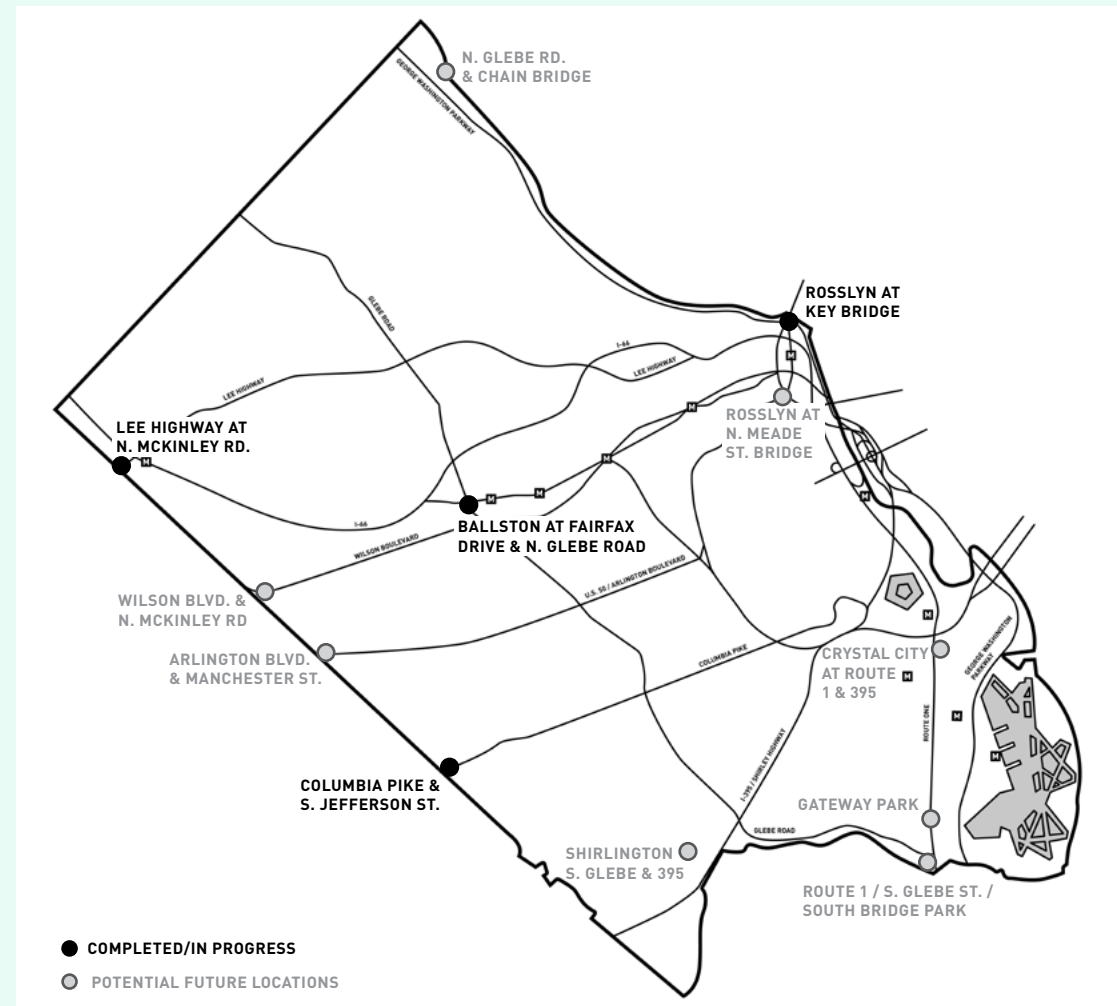 N. GLEBE RD.
& CHAIN BRIDGE
GEORGE WASHINGTON PARKWAY
ROSSLYN AT
KEY BRIDGE
GLEBE ROAD
I-66
LEE HIGHWAY
M
LEE HIGHWAY
M
ROSSLYN AT
N. MEADE
ST. BRIDGE
LEE HIGHWAY AT
N. MCKINLEY RD.
M
M
M
M
M
I-66
BALLSTON AT FAIRFAX
DRIVE & N. GLEBE ROAD
WILSON BOULEVARD
U.S. 50 / ARLINGTON BOULEVARD
WILSON BLVD. &
N. MCKINLEY RD
M
GEORGE WASHINGTON
PARKWAY
ARLINGTON BLVD.
& MANCHESTER ST.
COLUMBIA PIKE
CRYSTAL CITY
AT ROUTE
1 & 395
M
M
ROUTE ONE
M
I-395 / SHIRLEY HIGHWAY
COLUMBIA PIKE &
S. JEFFERSON ST.
GATEWAY PARK
GLEBE ROAD
SHIRLINGTON
S. GLEBE & 395
ROUTE 1 / S. GLEBE ST. /
SOUTH BRIDGE PARK
COMPLETED/IN PROGRESS
POTENTIAL FUTURE LOCATIONS